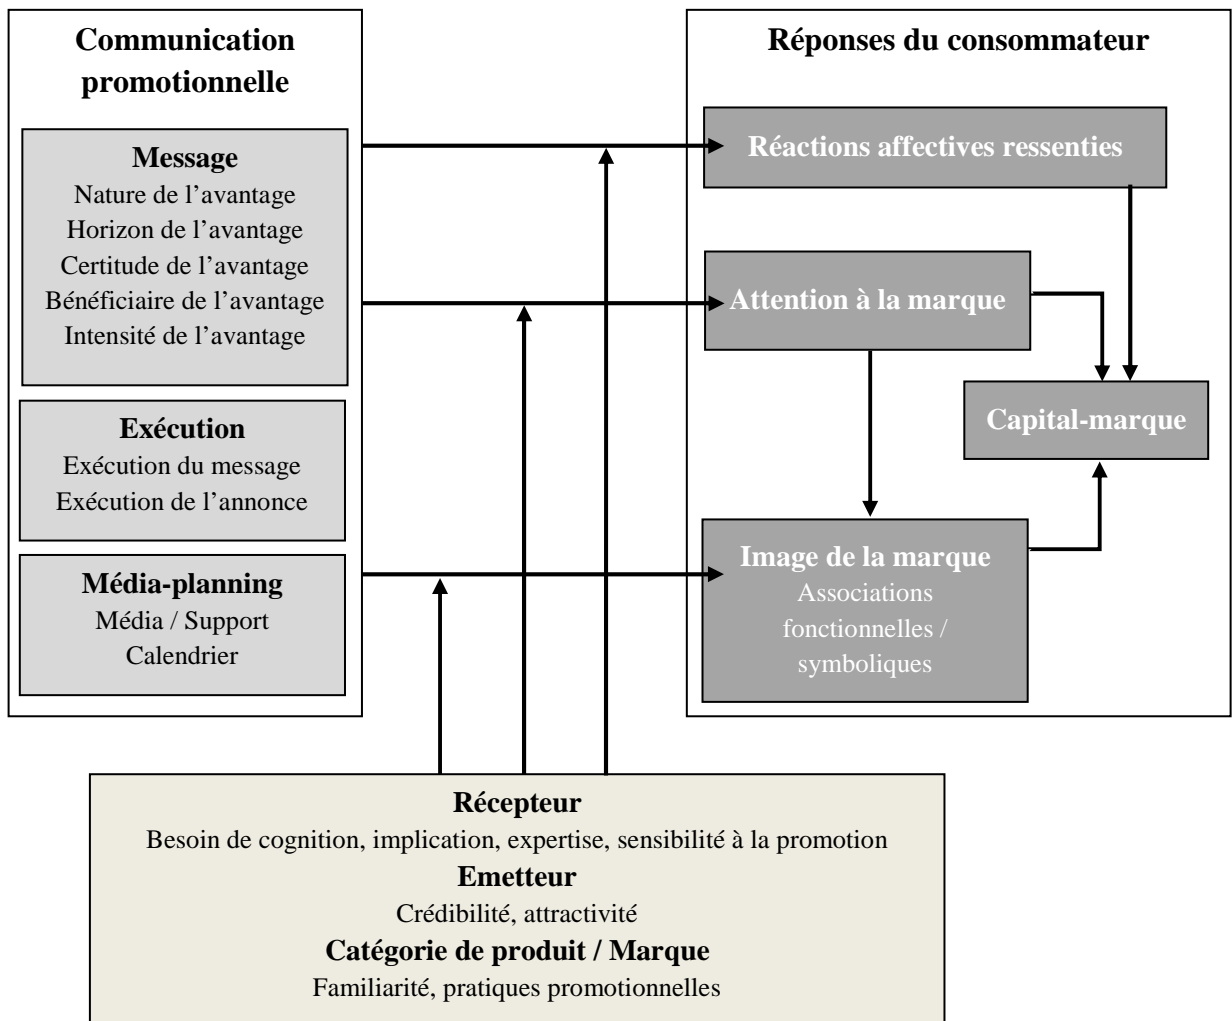 Communication
promotionnelle
Message
Nature de l’avantage
Horizon de l’avantage
Certitude de l’avantage
Bénéficiaire de l’avantage
Intensité de l’avantage
Exécution
Exécution du message
Exécution de l’annonce
Média-planning
Média / Support
Calendrier
Réponses du consommateur
Réactions affectives ressenties
Attention à la marque
Capital-marque
Image de la marque
Associations
fonctionnelles /
symboliques
Récepteur
Besoin de cognition, implication, expertise, sensibilité à la promotion
Emetteur
Crédibilité, attractivité
Catégorie de produit / Marque
Familiarité, pratiques promotionnelles